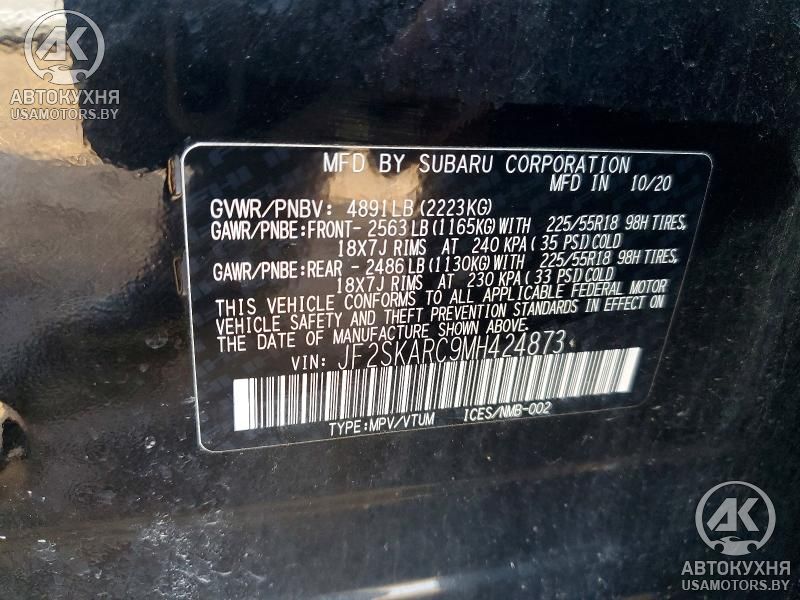 АК
АВТОКУХНЯ
USAMOTORS.BY
MFD BY SUBARU CORPORATION
MFD IN 10/20
GVWR/PNBV: 4891LB(2223KG)
GAWR/PNBE:FRONT- 2563LB(1165KG)WITH 225/55R18 98H TIRES,
18X7J RIMS AT 240 KPA(35 PSI)COLD
GAWR/PNBE:REAR - 2486LB(1130KG)WITH 225/55R18 98H TIRES,
18X7J RIMS AT 230 KPA(33 PSI)COLD
THIS VEHICLE CONFORMS TO ALL APPLICABLE FEDERAL MOTOR
VEHICLE SAFETY AND THEFT PREVENTION STANDARDS IN EFFECT ON
THE DATE OF MANUFACTURE SHOWN ABOVE.
VIN: JF2SKARC9MH424873
TYPE:MPV/VTUM ICES/NMB-002
АК
АВТОКУХНЯ
USAMOTORS.BY